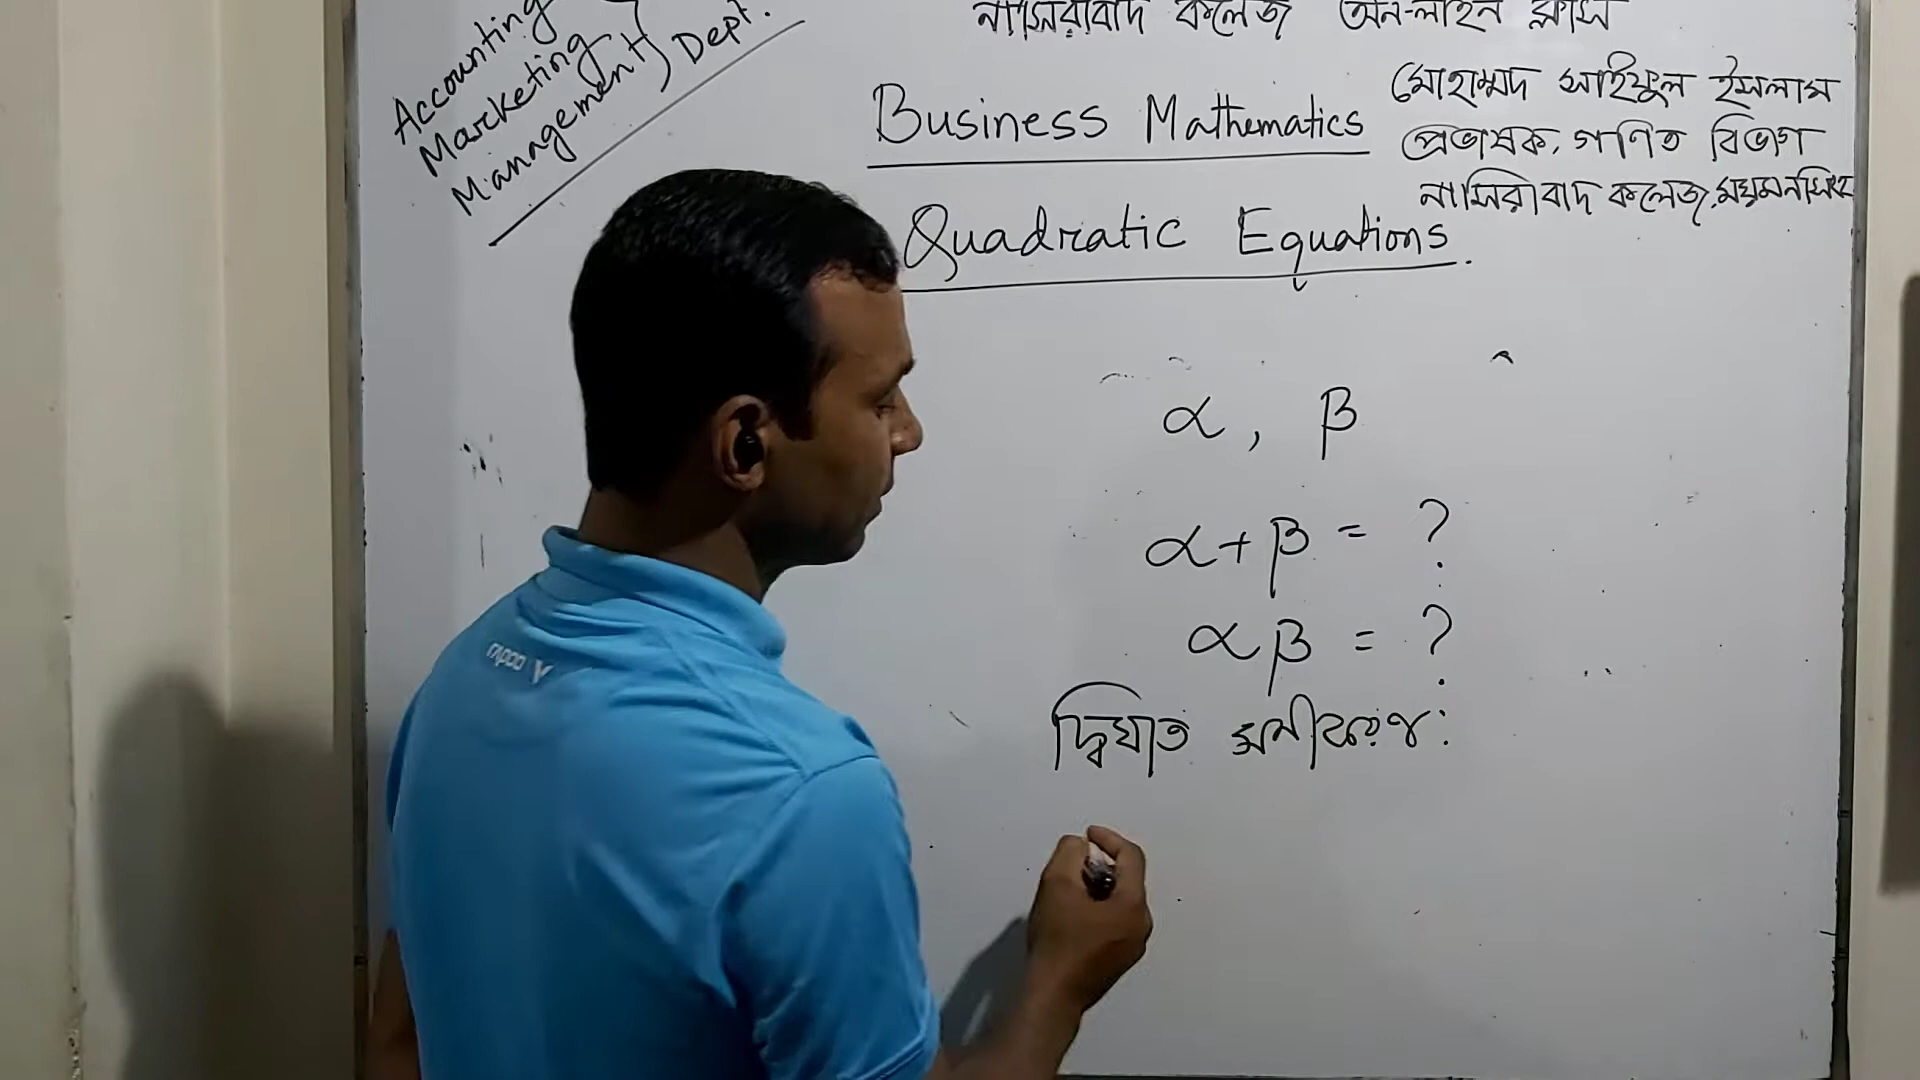 নাসিরাবাদ কলেজ অন-লাইন ক্লাস
Accounting
Marketing
Management } Dept.
Business Mathematics
মোহাম্মদ সাইফুল ইসলাম
প্রভাষক, গণিত বিভাগ
নাসিরাবাদ কলেজ, ময়মনসিংহ
Quadratic Equations.
α, β
α+β = ?
αβ = ?
দ্বিঘাত সমীকরণ: